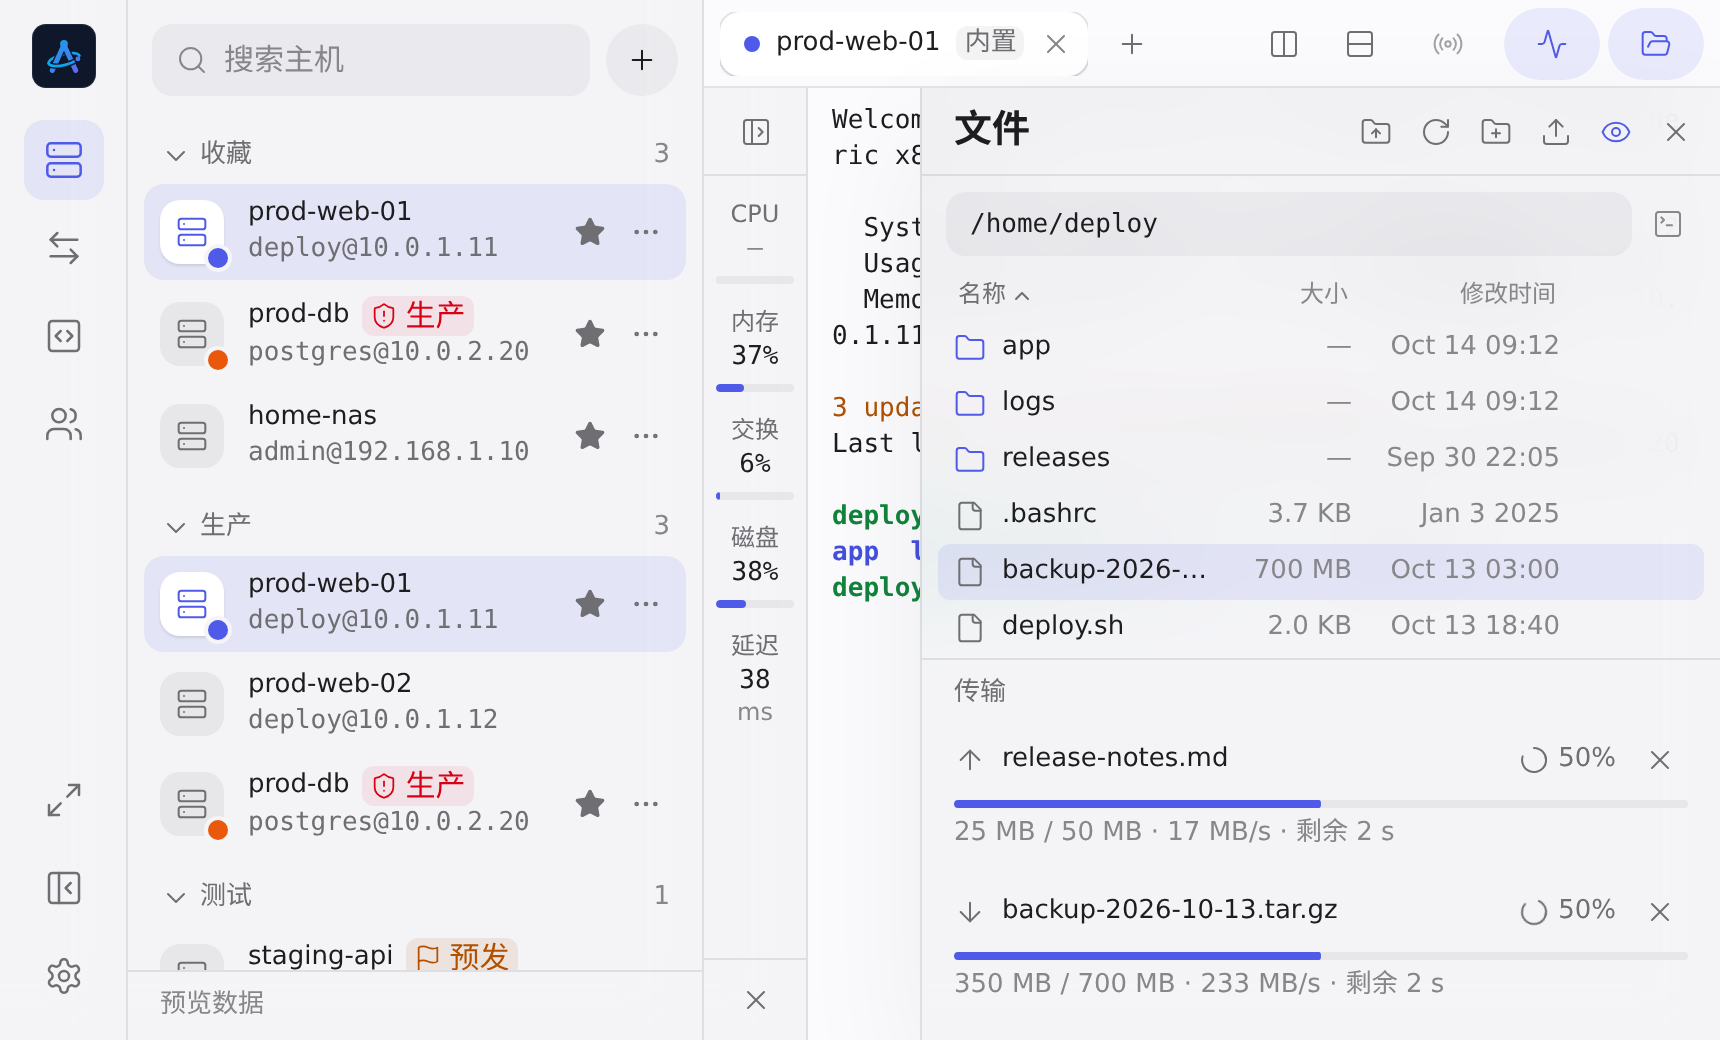 搜索主机
收藏 3
prod-web-01
deploy@10.0.1.11
prod-db 生产
postgres@10.0.2.20
home-nas
admin@192.168.1.10
生产 3
prod-web-01
deploy@10.0.1.11
prod-web-02
deploy@10.0.1.12
prod-db 生产
postgres@10.0.2.20
测试 1
staging-api 预发
预览数据
prod-web-01 内置
CPU
—
内存
37%
交换
6%
磁盘
38%
延迟
38
ms
Welcom
ric x8
Syst
Usag
Memo
0.1.11
3 upda
Last l
deploy
app l
deploy
文件
/home/deploy
名称 大小 修改时间
app — Oct 14 09:12
logs — Oct 14 09:12
releases — Sep 30 22:05
.bashrc 3.7 KB Jan 3 2025
backup-2026-... 700 MB Oct 13 03:00
deploy.sh 2.0 KB Oct 13 18:40
传输
release-notes.md 50%
25 MB / 50 MB · 17 MB/s · 剩余 2 s
backup-2026-10-13.tar.gz 50%
350 MB / 700 MB · 233 MB/s · 剩余 2 s